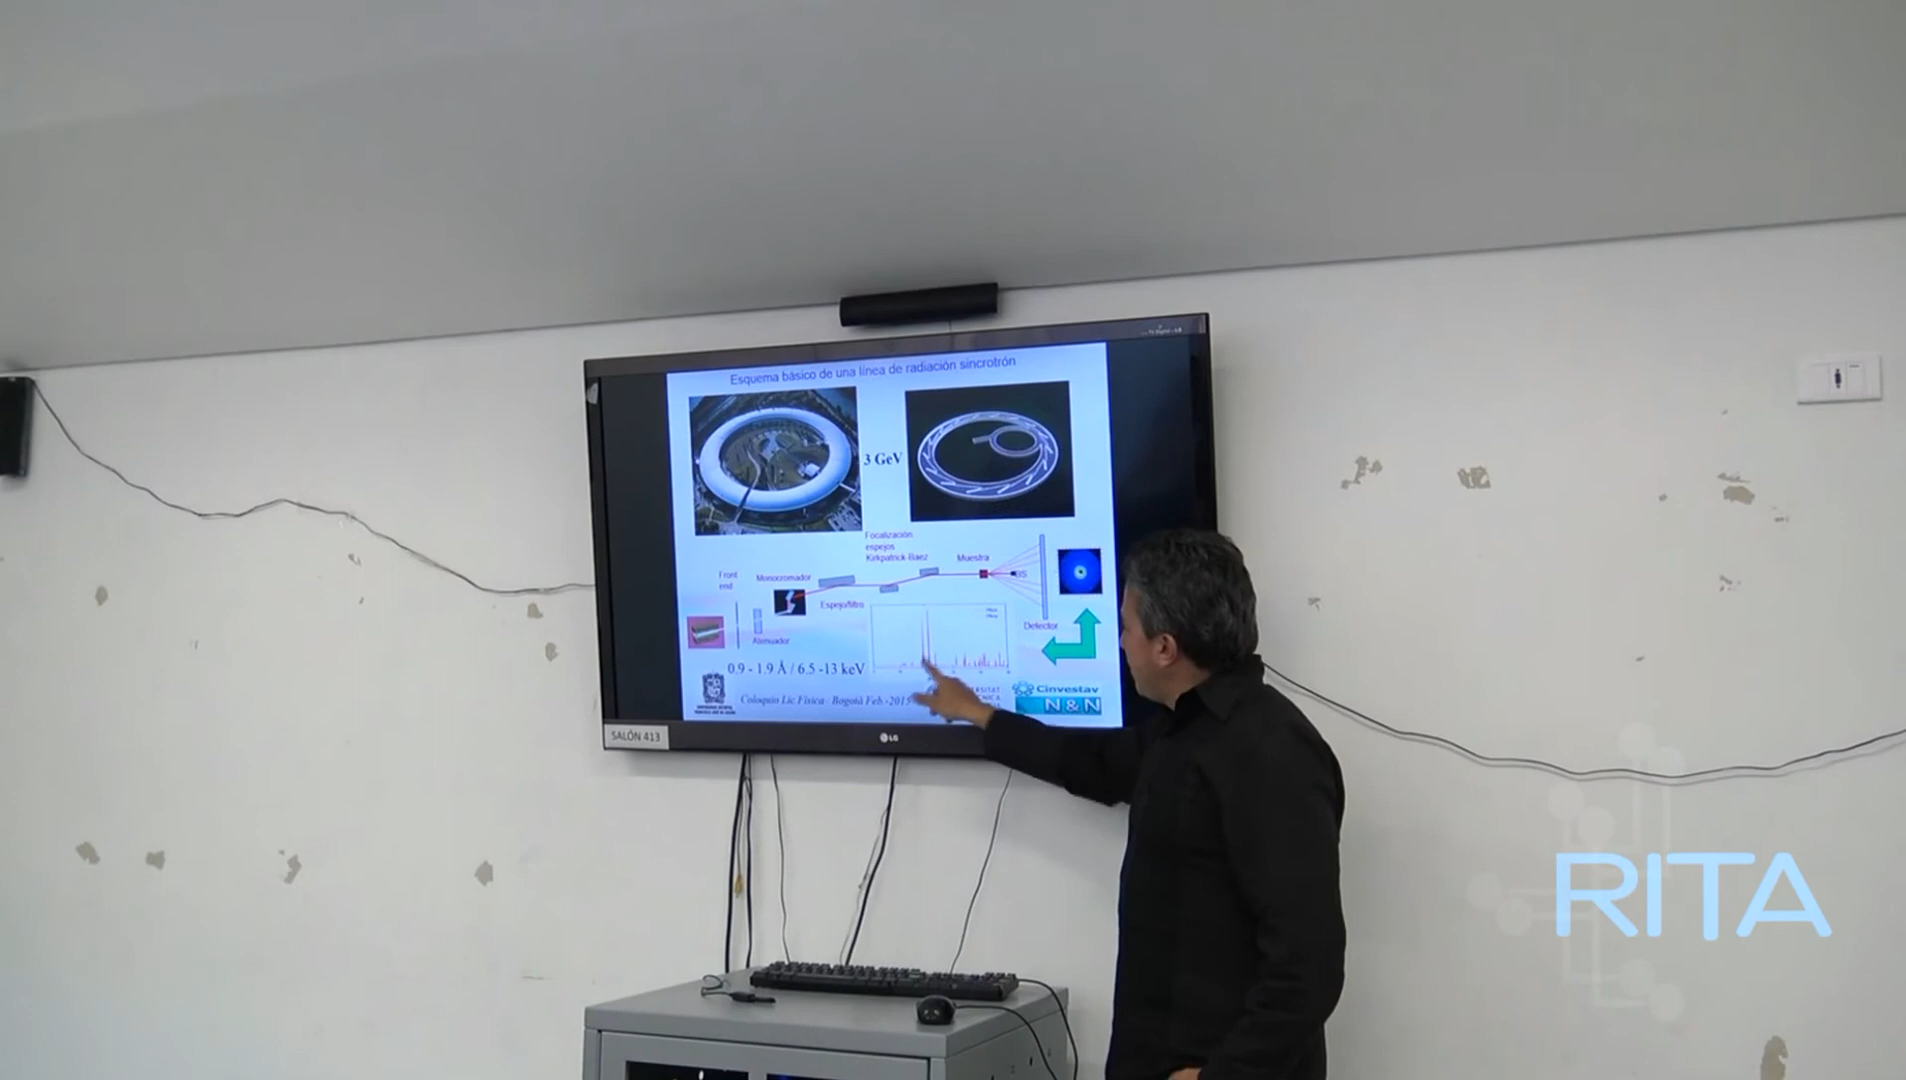 Esquema básico de una línea de radiación sincrotrón
3 GeV
Focalización
espejos
Kirkpatrick-Baez
Muestra
BS
Front
end
Monocromador
Espejo/filtro
Atenuador
Detector
0.9 - 1.9 Å / 6.5 -13 keV
Coloquio Lic Física Bogotá Feb.-2015
Cinvestav
N & N
SALÓN 413
LG
RITA